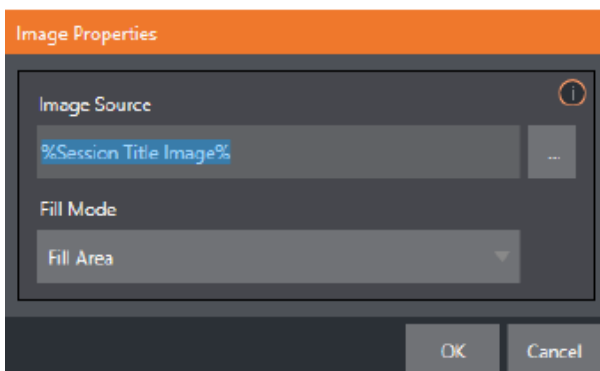 Image Properties
Image Source
%Session Title Image%
...
Fill Mode
Fill Area
OK
Cancel